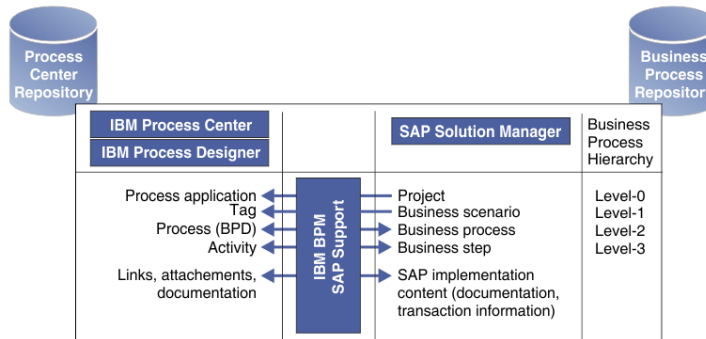 Process
Center
Repository
Business
Process
Repositor
IBM Process Center
IBM Process Designer
SAP Solution Manager
Business
Process
Hierarchy
IBM BPM
SAP Support
Process application
Project
Level-0
Tag
Business scenario
Level-1
Process (BPD)
Business process
Level-2
Activity
Business step
Level-3
Links, attachements,
documentation
SAP implementation
content (documentation,
transaction information)